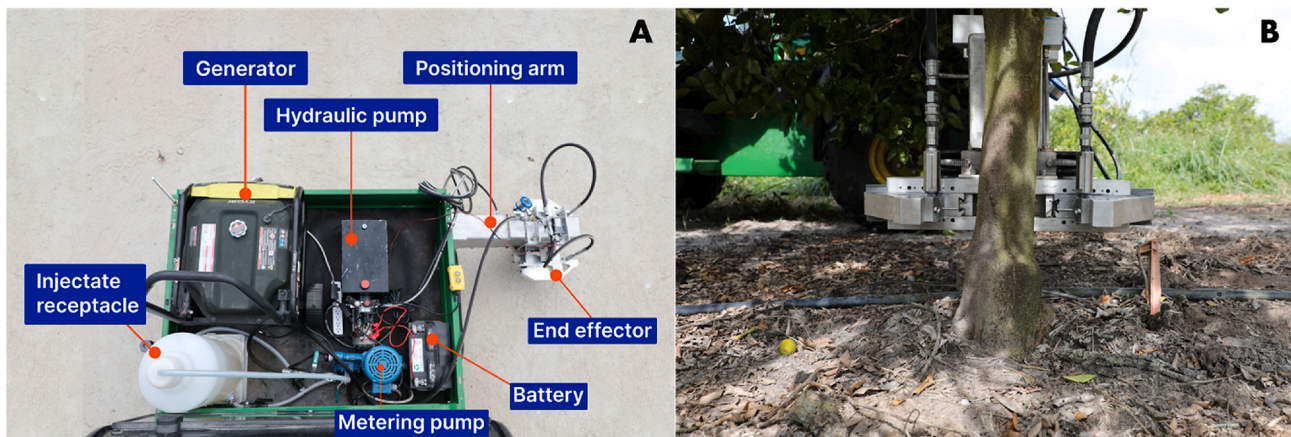 A
B
Generator
Positioning arm
Hydraulic pump
Injectate
receptacle
End effector
Battery
Metering pump